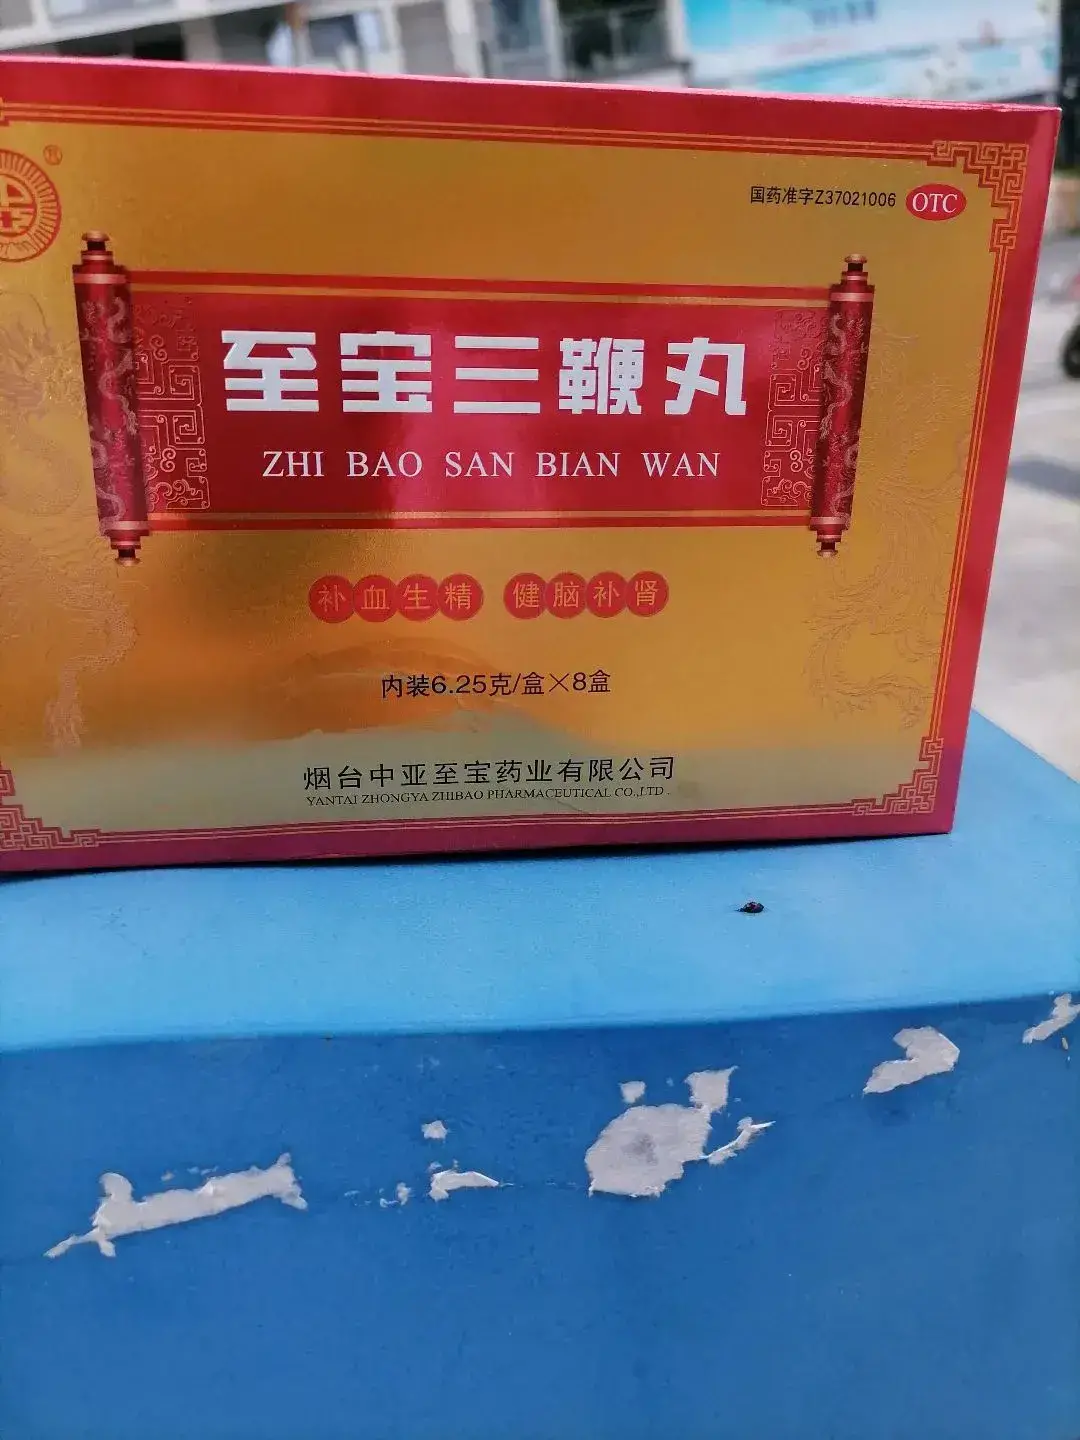 ®
国药准字Z37021006 OTC
至宝三鞭丸
ZHI BAO SAN BIAN WAN
补血生精 健脑补肾
内装6.25克/盒×8盒
烟台中亚至宝药业有限公司
YANTAI ZHONGYA ZHIBAO PHARMACEUTICAL CO.,LTD.